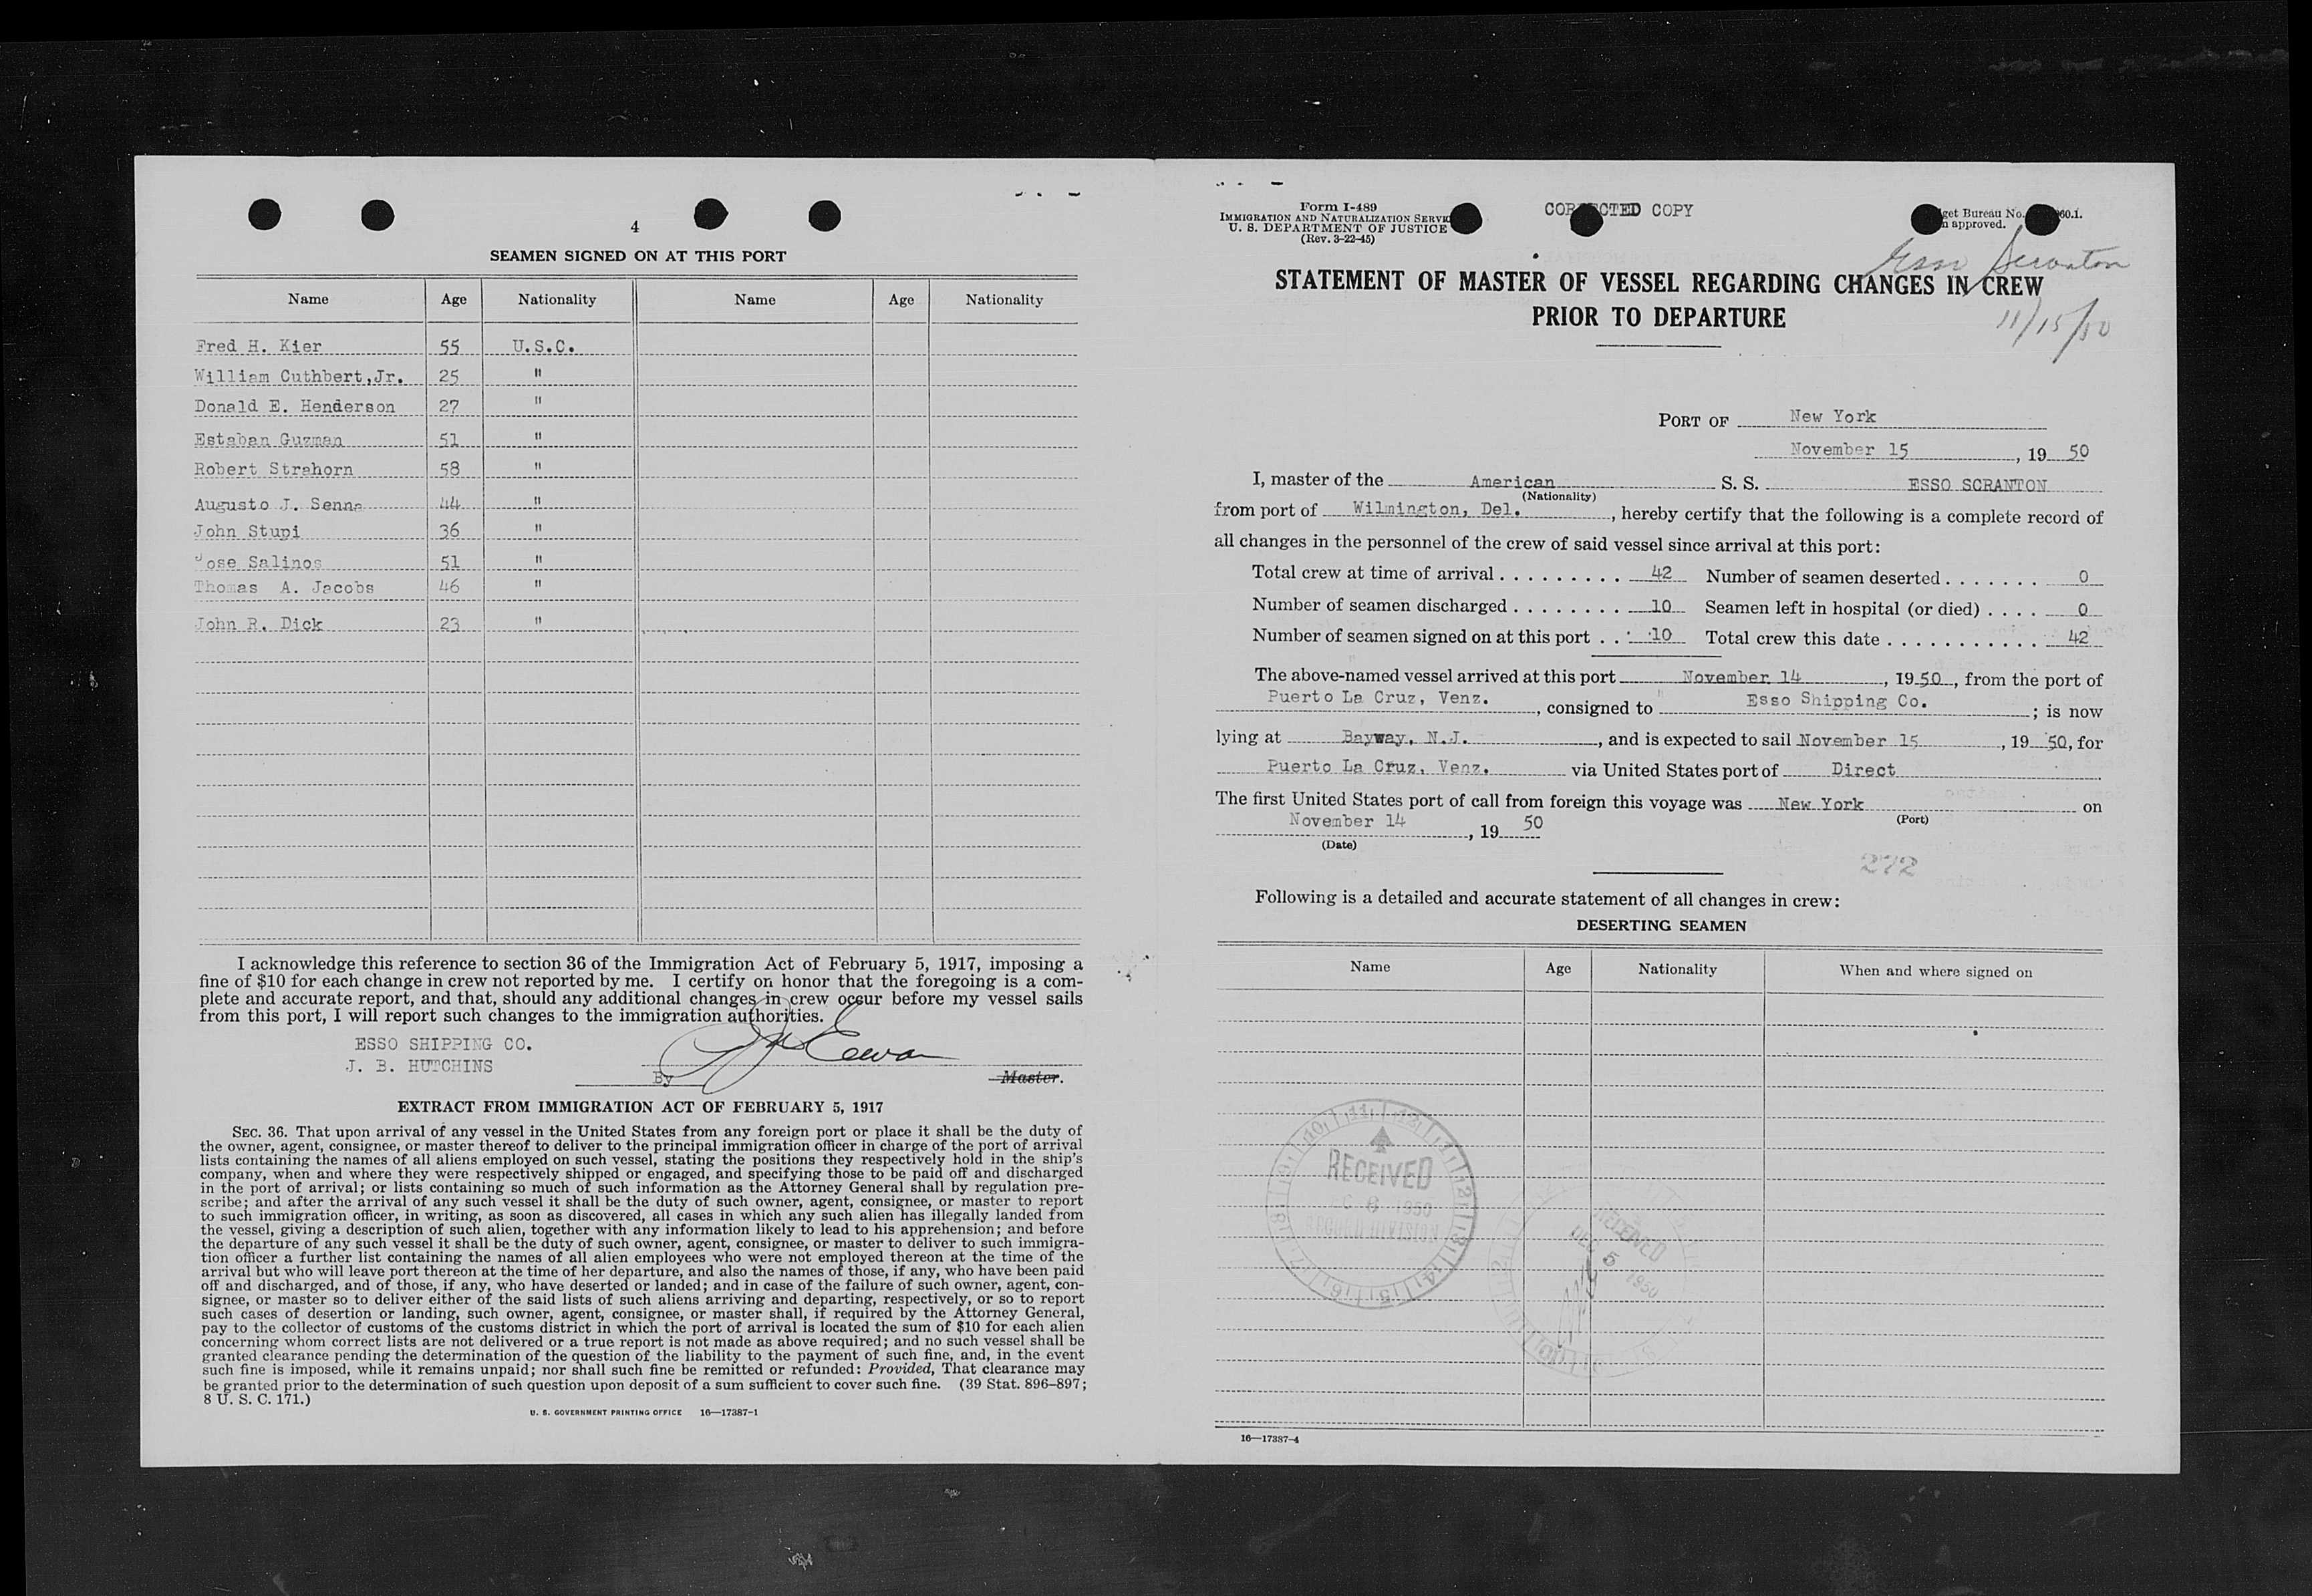 4
SEAMEN SIGNED ON AT THIS PORT
Name Age Nationality Name Age Nationality
Fred H. Kier 55 U.S.C.
William Cuthbert,Jr. 25 "
Donald E. Henderson 27 "
Estaban Guzman 51 "
Robert Strahorn 58 "
Augusto J. Senna 44 "
John Stupi 36 "
Jose Salinos 51 "
Thomas A. Jacobs 46 "
John R. Dick 23 "
I acknowledge this reference to section 36 of the Immigration Act of February 5, 1917, imposing a
fine of $10 for each change in crew not reported by me. I certify on honor that the foregoing is a com-
plete and accurate report, and that, should any additional changes in crew occur before my vessel sails
from this port, I will report such changes to the immigration authorities.
ESSO SHIPPING CO.
J. B. HUTCHINS
By Master.
EXTRACT FROM IMMIGRATION ACT OF FEBRUARY 5, 1917
SEC. 36. That upon arrival of any vessel in the United States from any foreign port or place it shall be the duty of
the owner, agent, consignee, or master thereof to deliver to the principal immigration officer in charge of the port of arrival
lists containing the names of all aliens employed on such vessel, stating the positions they respectively hold in the ship's
company, when and where they were respectively shipped or engaged, and specifying those to be paid off and discharged
in the port of arrival; or lists containing so much of such information as the Attorney General shall by regulation pre-
scribe; and after the arrival of any such vessel it shall be the duty of such owner, agent, consignee, or master to report
to such immigration officer, in writing, as soon as discovered, all cases in which any such alien has illegally landed from
the vessel, giving a description of such alien, together with any information likely to lead to his apprehension; and before
the departure of any such vessel it shall be the duty of such owner, agent, consignee, or master to deliver to such immigra-
tion officer a further list containing the names of all alien employees who were not employed thereon at the time of the
arrival but who will leave port thereon at the time of her departure, and also the names of those, if any, who have been paid
off and discharged, and of those, if any, who have deserted or landed; and in case of the failure of such owner, agent, con-
signee, or master so to deliver either of the said lists of such aliens arriving and departing, respectively, or so to report
such cases of desertion or landing, such owner, agent, consignee, or master shall, if required by the Attorney General,
pay to the collector of customs of the customs district in which the port of arrival is located the sum of $10 for each alien
concerning whom correct lists are not delivered or a true report is not made as above required; and no such vessel shall be
granted clearance pending the determination of the question of the liability to the payment of such fine, and, in the event
such fine is imposed, while it remains unpaid; nor shall such fine be remitted or refunded: Provided, That clearance may
be granted prior to the determination of such question upon deposit of a sum sufficient to cover such fine. (39 Stat. 896–897;
8 U. S. C. 171.)
U. S. GOVERNMENT PRINTING OFFICE 16—17387-1
Form I-489
IMMIGRATION AND NATURALIZATION SERVIC
U. S. DEPARTMENT OF JUSTICE
(Rev. 3-22-45)
CORRECTED COPY
get Bureau No. 60.1.
approved.
Esso Scranton
11/15/50
STATEMENT OF MASTER OF VESSEL REGARDING CHANGES IN CREW
PRIOR TO DEPARTURE
PORT OF New York
November 15, 19 50
I, master of the American S. S. ESSO SCRANTON
(Nationality)
from port of Wilmington, Del., hereby certify that the following is a complete record of
all changes in the personnel of the crew of said vessel since arrival at this port:
Total crew at time of arrival . . . . . . . . . 42 Number of seamen deserted . . . . . . . 0
Number of seamen discharged . . . . . . . . 10 Seamen left in hospital (or died) . . . . 0
Number of seamen signed on at this port . . . 10 Total crew this date . . . . . . . . . . . 42
The above-named vessel arrived at this port November 14, 19 50, from the port of
Puerto La Cruz, Venz., consigned to Esso Shipping Co.; is now
lying at Bayway, N.J., and is expected to sail November 15, 19 50, for
Puerto La Cruz, Venz. via United States port of Direct
The first United States port of call from foreign this voyage was New York on
(Port)
November 14, 19 50
(Date)
272
Following is a detailed and accurate statement of all changes in crew:
DESERTING SEAMEN
Name Age Nationality When and where signed on
RECEIVED
6 1950
RECORD DIVISION
RECEIVED
DEC 5 1950
16—17387-4